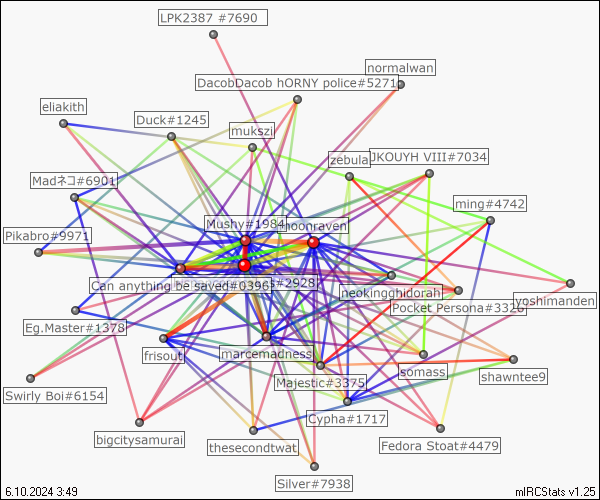 LPK2387 #7690
normalwan
DacobDacob hORNY police#5271
eliakith
Duck#1245
mukszi
zebula
JKOUYH VIII#7034
Madネコ#6901
ming#4742
Mushy#1984
moonraven
Pikabro#9971
Can anything be saved#0396
#2928
neokingghidorah
yoshimanden
Pocket Persona#3326
Eg.Master#1378
frisout
marcemadness
somass
shawntee9
Majestic#3375
Swirly Boi#6154
Cypha#1717
bigcitysamurai
thesecondtwat
Fedora Stoat#4479
Silver#7938
6.10.2024 3:49
mIRCStats v1.25